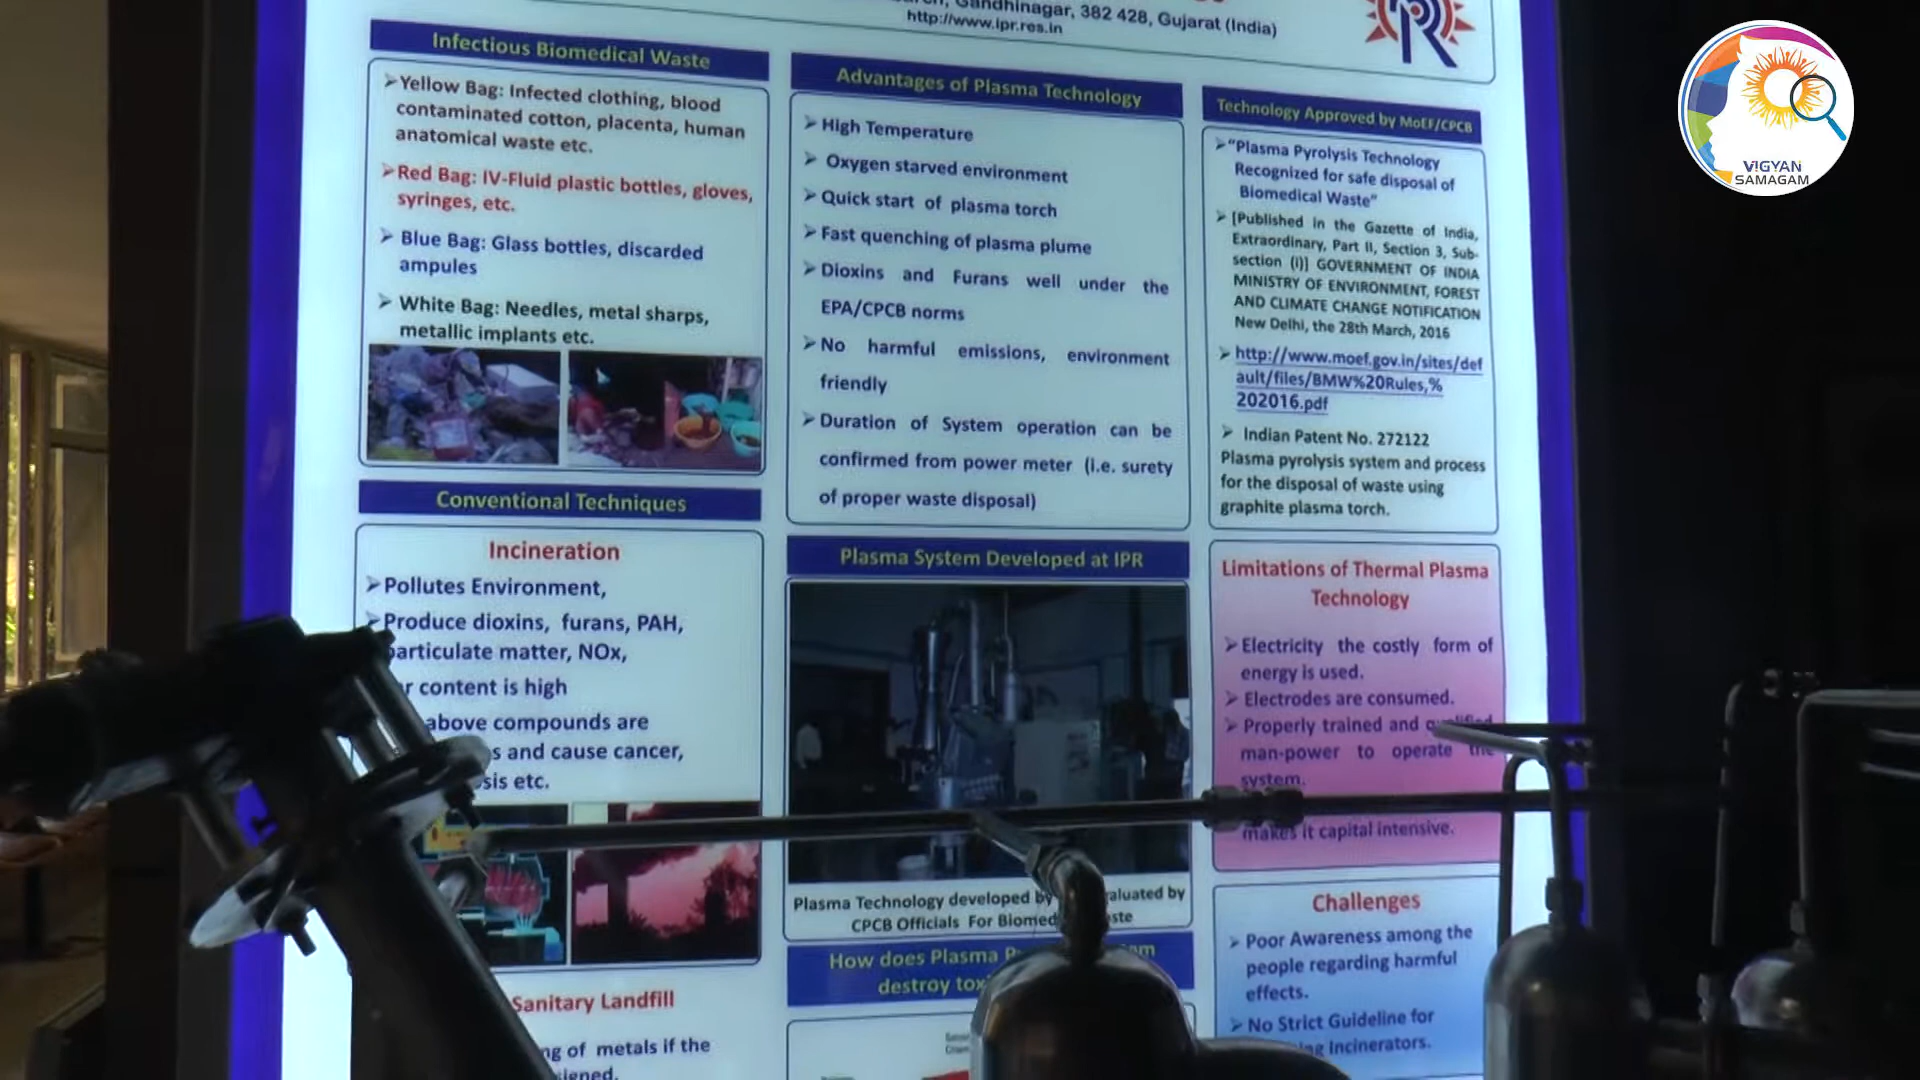 Gandhinagar, 382 428, Gujarat (India)
http://www.ipr.res.in
Infectious Biomedical Waste
➢Yellow Bag: Infected clothing, blood
contaminated cotton, placenta, human
anatomical waste etc.
➢Red Bag: IV-Fluid plastic bottles, gloves,
syringes, etc.
➢ Blue Bag: Glass bottles, discarded
ampules
➢ White Bag: Needles, metal sharps,
metallic implants etc.
Conventional Techniques
Incineration
➢Pollutes Environment,
➢Produce dioxins, furans, PAH,
particulate matter, NOx,
content is high
above compounds are
and cause cancer,
etc.
Sanitary Landfill
of metals if the
Advantages of Plasma Technology
➢ High Temperature
➢ Oxygen starved environment
➢ Quick start of plasma torch
➢ Fast quenching of plasma plume
➢ Dioxins and Furans well under the
EPA/CPCB norms
➢ No harmful emissions, environment
friendly
➢ Duration of System operation can be
confirmed from power meter (i.e. surety
of proper waste disposal)
Plasma System Developed at IPR
Plasma Technology developed by
CPCB Officials For
How does Plasma
destroy
Technology Approved by MoEF/CPCB
➢"Plasma Pyrolysis Technology
Recognized for safe disposal of
Biomedical Waste"
➢ [Published in the Gazette of India,
Extraordinary, Part II, Section 3, Sub-
section (i)] GOVERNMENT OF INDIA
MINISTRY OF ENVIRONMENT, FOREST
AND CLIMATE CHANGE NOTIFICATION
New Delhi, the 28th March, 2016
➢ http://www.moef.gov.in/sites/def
ault/files/BMW%20Rules,%
202016.pdf
➢ Indian Patent No. 272122
Plasma pyrolysis system and process
for the disposal of waste using
graphite plasma torch.
Limitations of Thermal Plasma
Technology
➢ Electricity the costly form of
energy is used.
➢ Electrodes are consumed.
➢ Properly trained and qualified
man-power to operate the
system.
makes it capital intensive.
Challenges
➢ Poor Awareness among the
people regarding harmful
effects.
➢ No Strict Guideline for
Incinerators.
VIGYAN
SAMAGAM